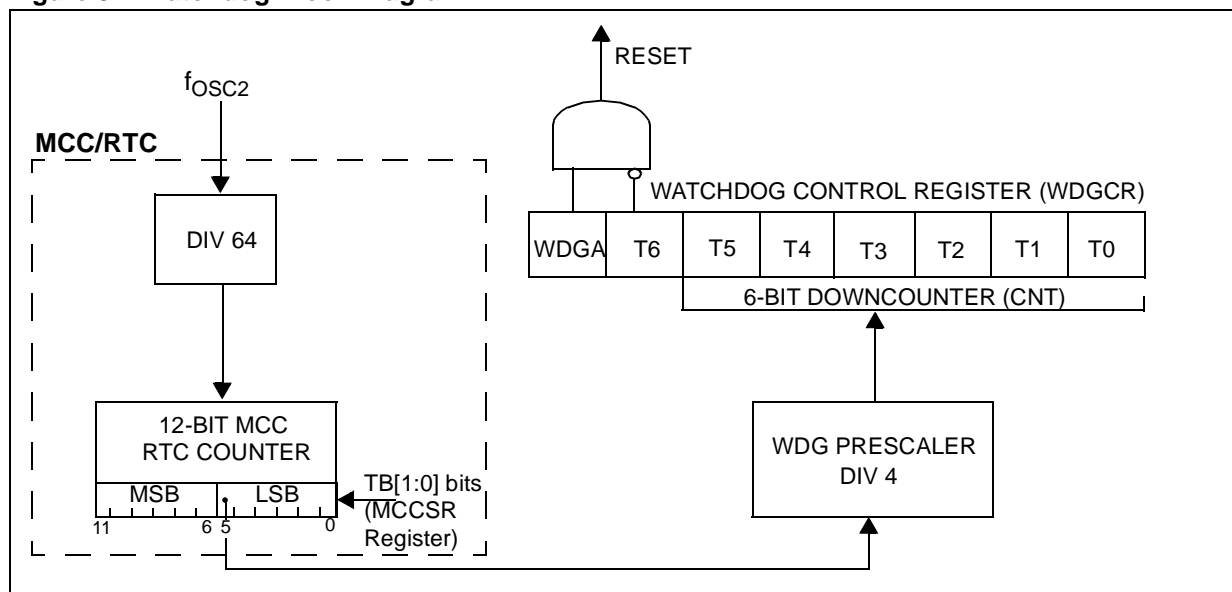 RESET
fOSC2
MCC/RTC
DIV 64
WATCHDOG CONTROL REGISTER (WDGCR)
WDGA T6 T5 T4 T3 T2 T1 T0
6-BIT DOWNCOUNTER (CNT)
12-BIT MCC
RTC COUNTER
MSB LSB
11 6 5 0
TB[1:0] bits
(MCCSR
Register)
WDG PRESCALER
DIV 4